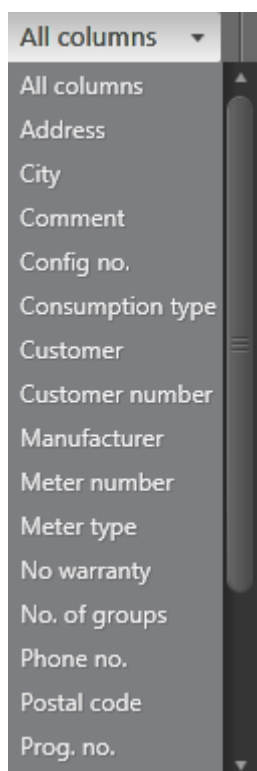 All columns
All columns
Address
City
Comment
Config no.
Consumption type
Customer
Customer number
Manufacturer
Meter number
Meter type
No warranty
No. of groups
Phone no.
Postal code
Prog. no.